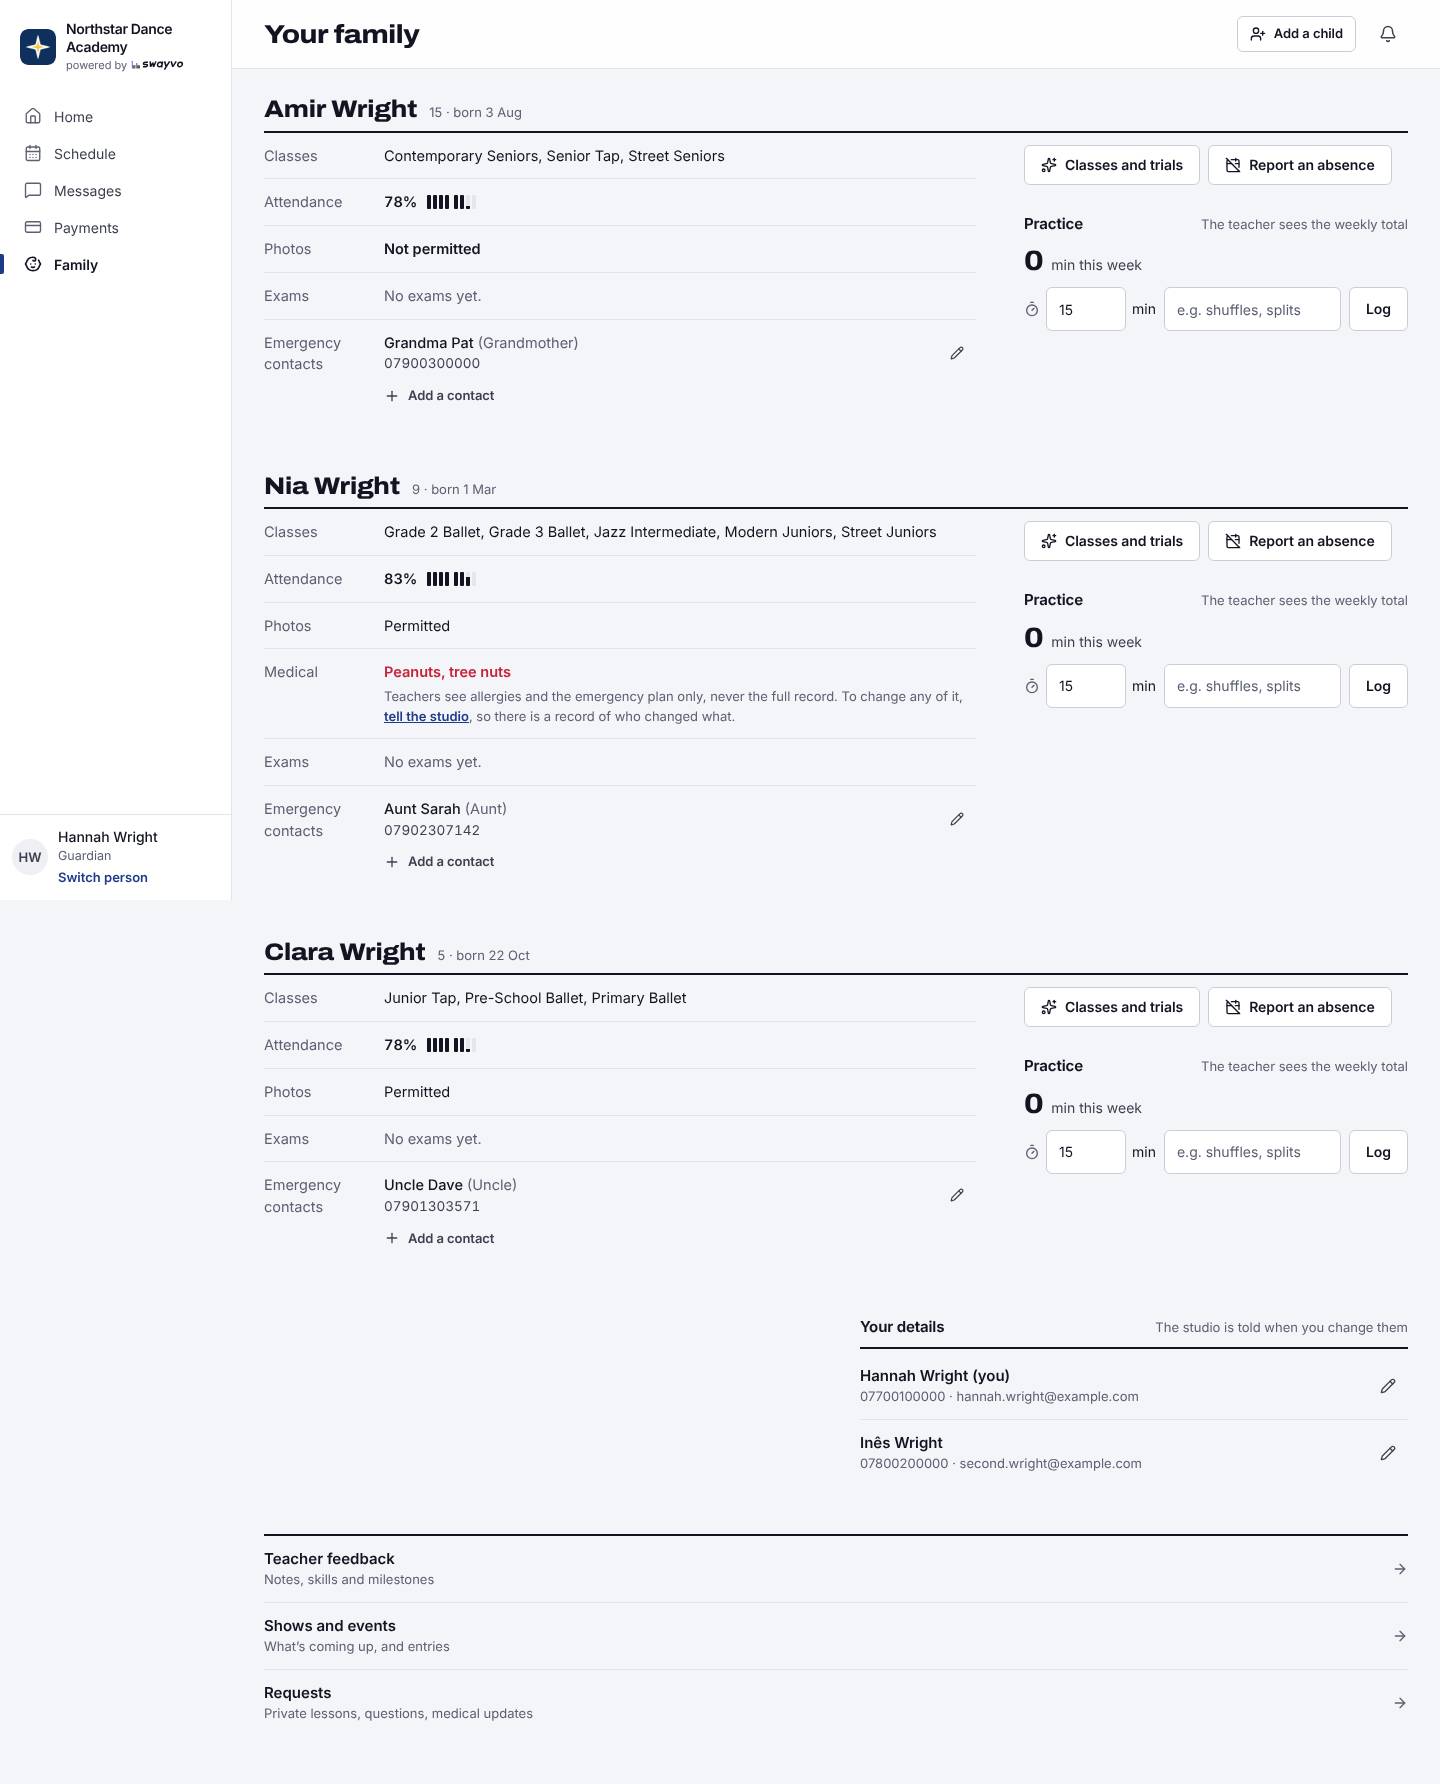 Northstar Dance
Academy
powered by swayvo
Home
Schedule
Messages
Payments
Family
Hannah Wright
HW
Guardian
Switch person
Your family
Add a child
Amir Wright 15 · born 3 Aug
Classes Contemporary Seniors, Senior Tap, Street Seniors
Attendance 78%
Photos Not permitted
Exams No exams yet.
Emergency contacts Grandma Pat (Grandmother)
07900300000
Add a contact
Classes and trials Report an absence
Practice The teacher sees the weekly total
0 min this week
15 min e.g. shuffles, splits Log
Nia Wright 9 · born 1 Mar
Classes Grade 2 Ballet, Grade 3 Ballet, Jazz Intermediate, Modern Juniors, Street Juniors
Attendance 83%
Photos Permitted
Medical Peanuts, tree nuts
Teachers see allergies and the emergency plan only, never the full record. To change any of it,
tell the studio, so there is a record of who changed what.
Exams No exams yet.
Emergency contacts Aunt Sarah (Aunt)
07902307142
Add a contact
Classes and trials Report an absence
Practice The teacher sees the weekly total
0 min this week
15 min e.g. shuffles, splits Log
Clara Wright 5 · born 22 Oct
Classes Junior Tap, Pre-School Ballet, Primary Ballet
Attendance 78%
Photos Permitted
Exams No exams yet.
Emergency contacts Uncle Dave (Uncle)
07901303571
Add a contact
Classes and trials Report an absence
Practice The teacher sees the weekly total
0 min this week
15 min e.g. shuffles, splits Log
Your details The studio is told when you change them
Hannah Wright (you)
07700100000 · hannah.wright@example.com
Inês Wright
07800200000 · second.wright@example.com
Teacher feedback
Notes, skills and milestones
Shows and events
What's coming up, and entries
Requests
Private lessons, questions, medical updates